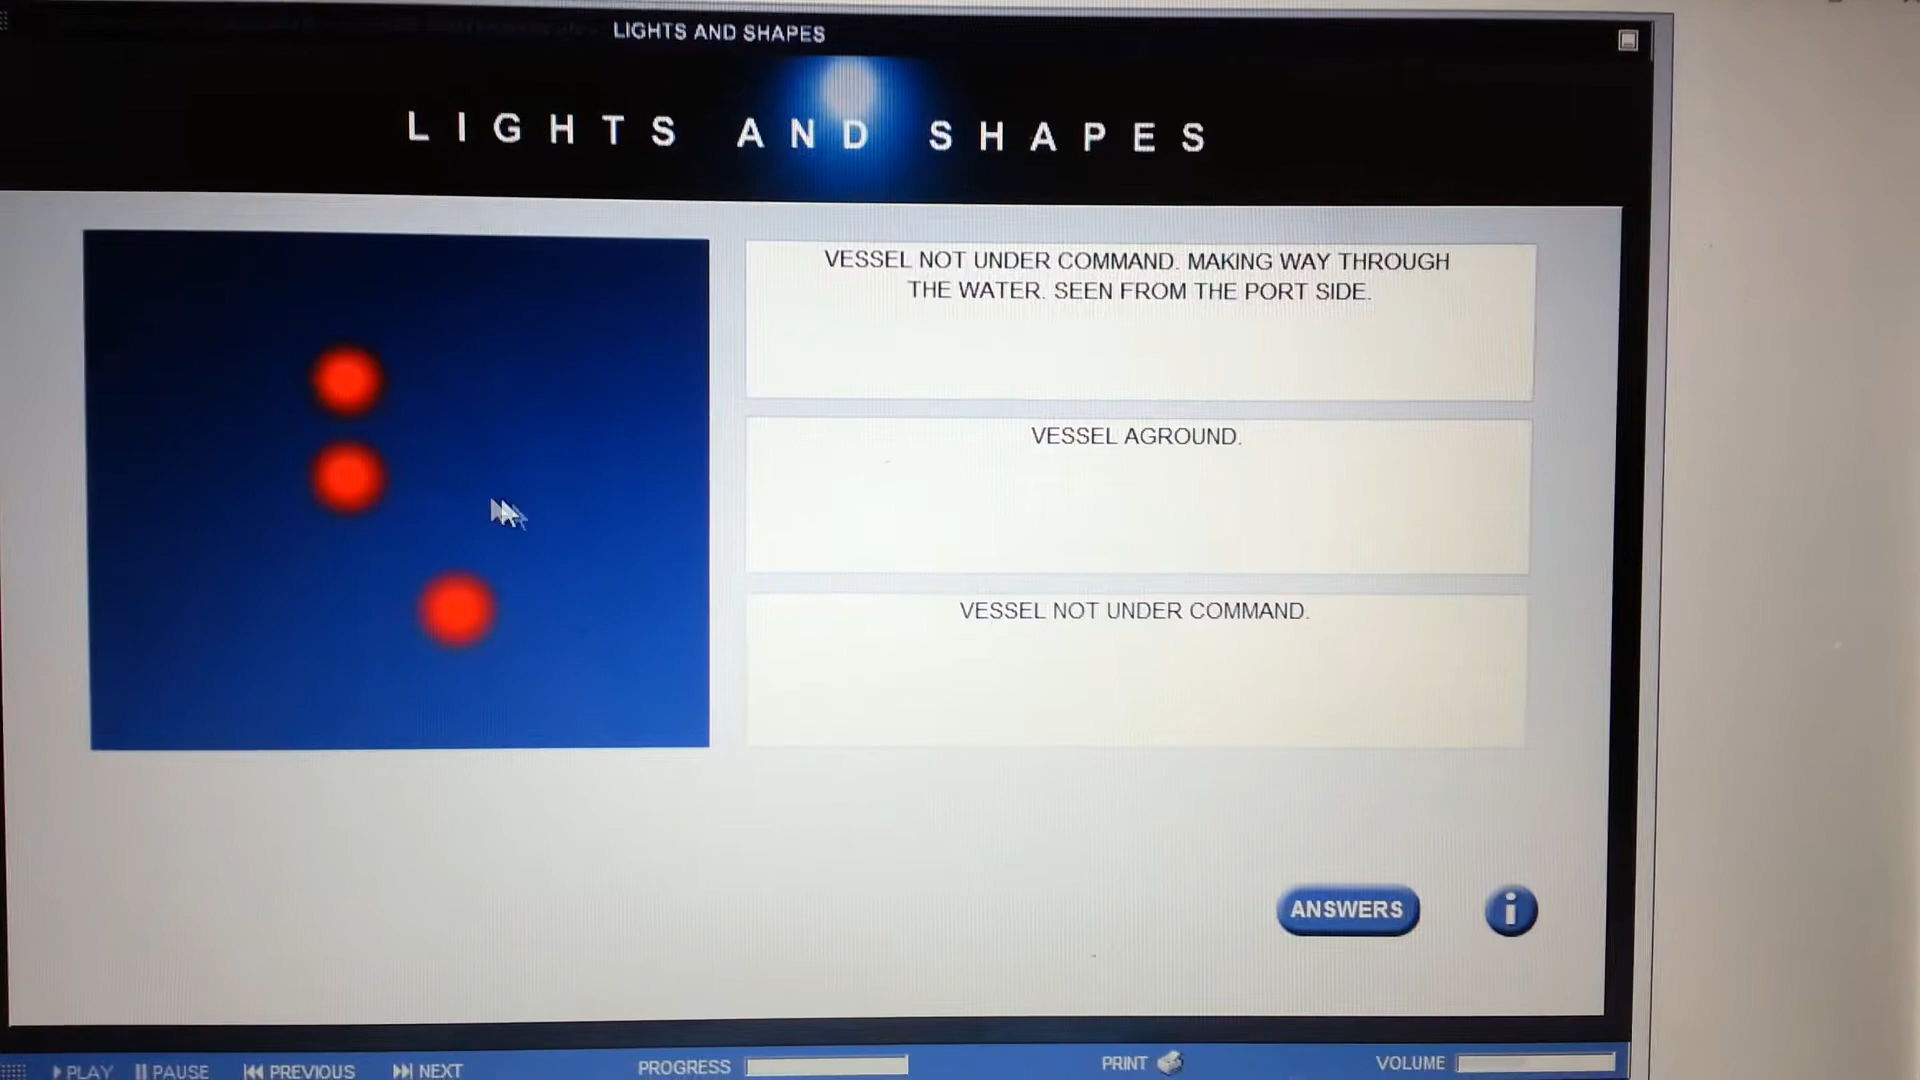 LIGHTS AND SHAPES
LIGHTS AND SHAPES
VESSEL NOT UNDER COMMAND. MAKING WAY THROUGH
THE WATER. SEEN FROM THE PORT SIDE.
VESSEL AGROUND.
VESSEL NOT UNDER COMMAND.
ANSWERS
i
PLAY PAUSE PREVIOUS NEXT PROGRESS PRINT VOLUME